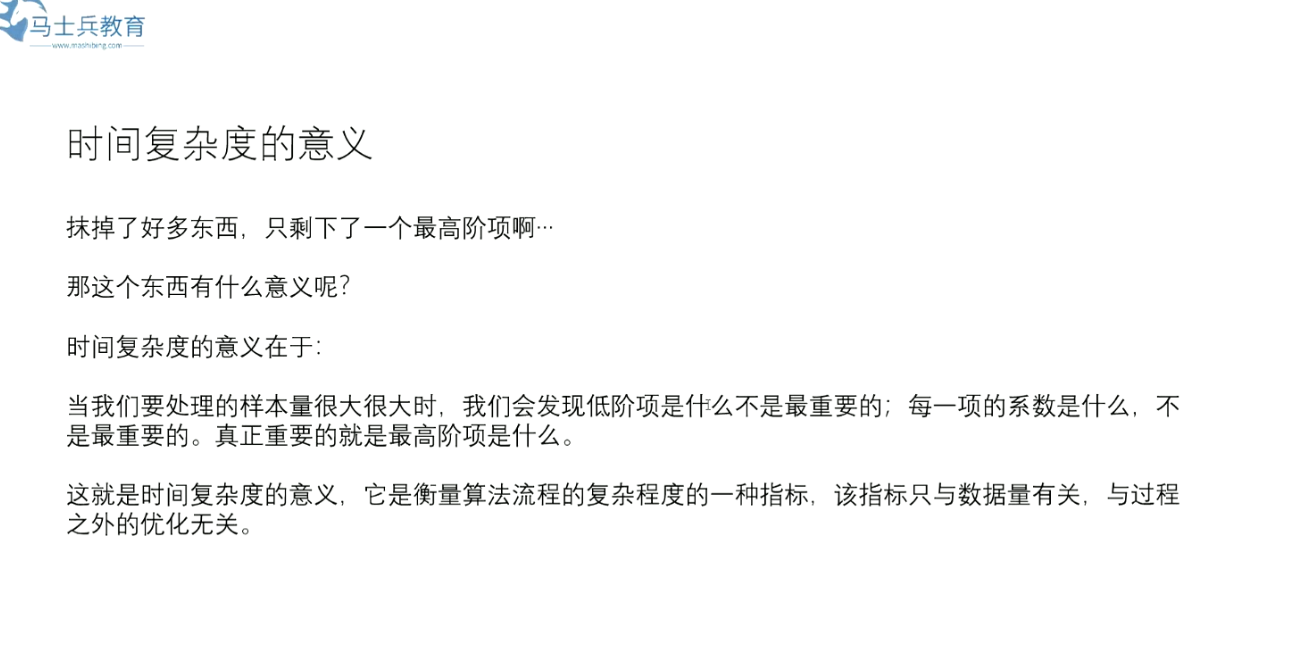 马士兵教育
www.mashibing.com
时间复杂度的意义
抹掉了好多东西，只剩下了一个最高阶项啊…
那这个东西有什么意义呢？
时间复杂度的意义在于：
当我们要处理的样本量很大很大时，我们会发现低阶项是什么不是最重要的；每一项的系数是什么，不
是最重要的。真正重要的就是最高阶项是什么。
这就是时间复杂度的意义，它是衡量算法流程的复杂程度的一种指标，该指标只与数据量有关，与过程
之外的优化无关。